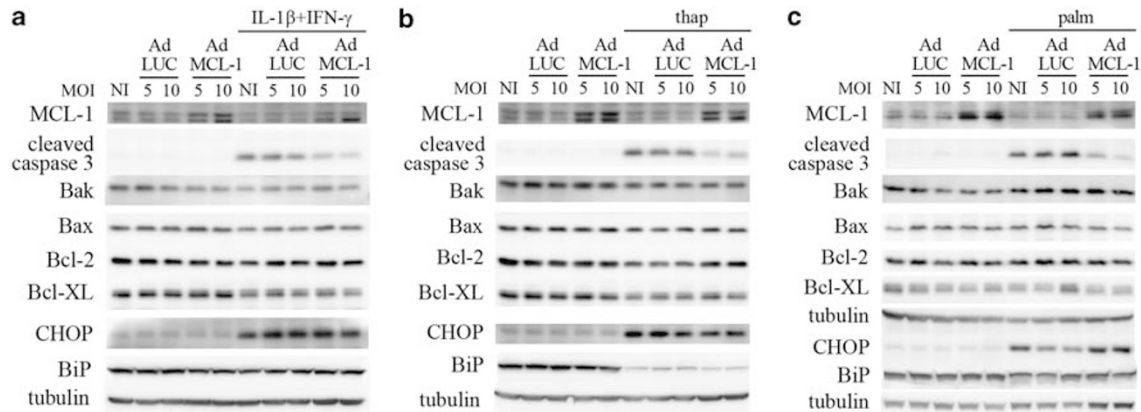 a
IL-1β+IFN-γ
Ad Ad
LUC MCL-1
Ad Ad
LUC MCL-1
MOI NI 5 10 5 10 NI 5 10 5 10
MCL-1
cleaved
caspase 3
Bak
Bax
Bcl-2
Bcl-XL
CHOP
BiP
tubulin
b
thap
Ad Ad
LUC MCL-1
Ad Ad
LUC MCL-1
MOI NI 5 10 5 10 NI 5 10 5 10
MCL-1
cleaved
caspase 3
Bak
Bax
Bcl-2
Bcl-XL
CHOP
BiP
tubulin
c
palm
Ad Ad
LUC MCL-1
Ad Ad
LUC MCL-1
MOI NI 5 10 5 10 NI 5 10 5 10
MCL-1
cleaved
caspase 3
Bak
Bax
Bcl-2
Bcl-XL
tubulin
CHOP
BiP
tubulin